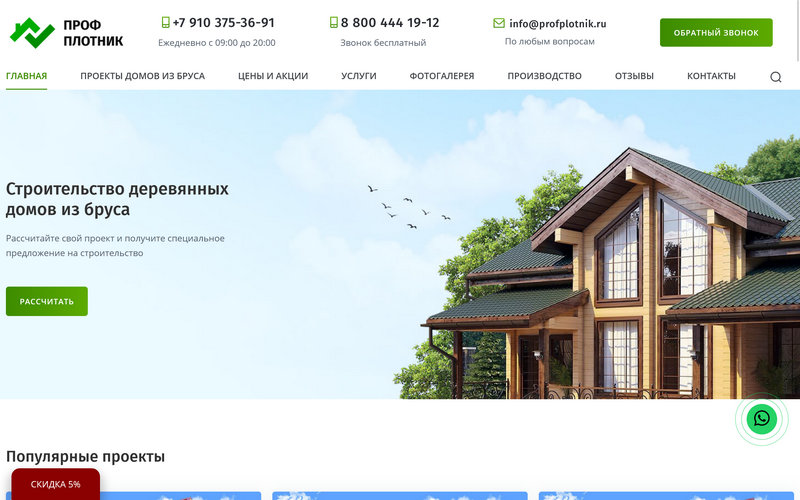 ПРОФ
ПЛОТНИК
+7 910 375-36-91
Ежедневно с 09:00 до 20:00
8 800 444 19-12
Звонок бесплатный
info@profplotnik.ru
По любым вопросам
ОБРАТНЫЙ ЗВОНОК
ГЛАВНАЯ ПРОЕКТЫ ДОМОВ ИЗ БРУСА ЦЕНЫ И АКЦИИ УСЛУГИ ФОТОГАЛЕРЕЯ ПРОИЗВОДСТВО ОТЗЫВЫ КОНТАКТЫ
Строительство деревянных
домов из бруса
Рассчитайте свой проект и получите специальное
предложение на строительство
РАССЧИТАТЬ
Популярные проекты
СКИДКА 5%